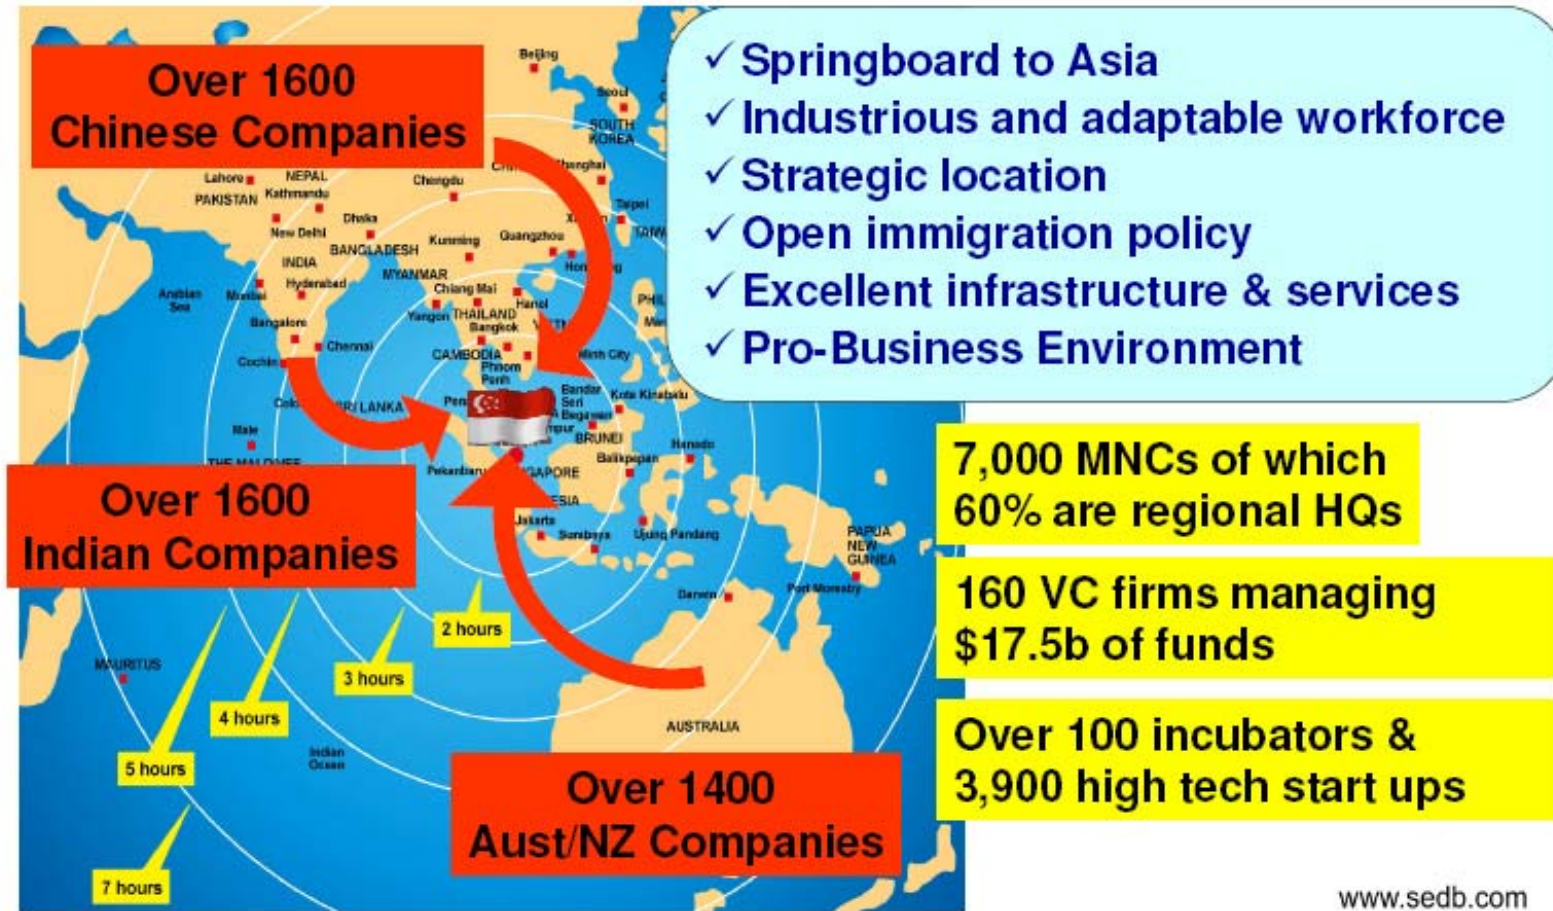 Over 1600
Chinese Companies
Springboard to Asia
Industrious and adaptable workforce
Strategic location
Open immigration policy
Excellent infrastructure & services
Pro-Business Environment
Beijing
Seoul
SOUTH
KOREA
Shanghai
Lahore
NEPAL
PAKISTAN
Kathmandu
Chengdu
Taipei
Dhaka
New Delhi
BANGLADESH
Kunming
Guangzhou
INDIA
MYANMAR
Hyderabad
Chiang Mai
Arabian
Sea
Hanoi
Yangon
THAILAND
Bangalore
Bangkok
Chennai
CAMBODIA
Cochin
Phnom
Penh
Minh City
Bandar
Seri
Begawan
Kota Kinabalu
SRI LANKA
BRUNEI
Male
Manado
Balikpapan
Pekanbaru
Over 1600
Indian Companies
Jakarta
Surabaya
Ujung Pandang
PAPUA
NEW
GUINEA
Port Moresby
Darwin
7,000 MNCs of which
60% are regional HQs
160 VC firms managing
$17.5b of funds
Over 100 incubators &
3,900 high tech start ups
2 hours
3 hours
4 hours
5 hours
7 hours
MAURITUS
Indian
Ocean
AUSTRALIA
Over 1400
Aust/NZ Companies
www.sedb.com